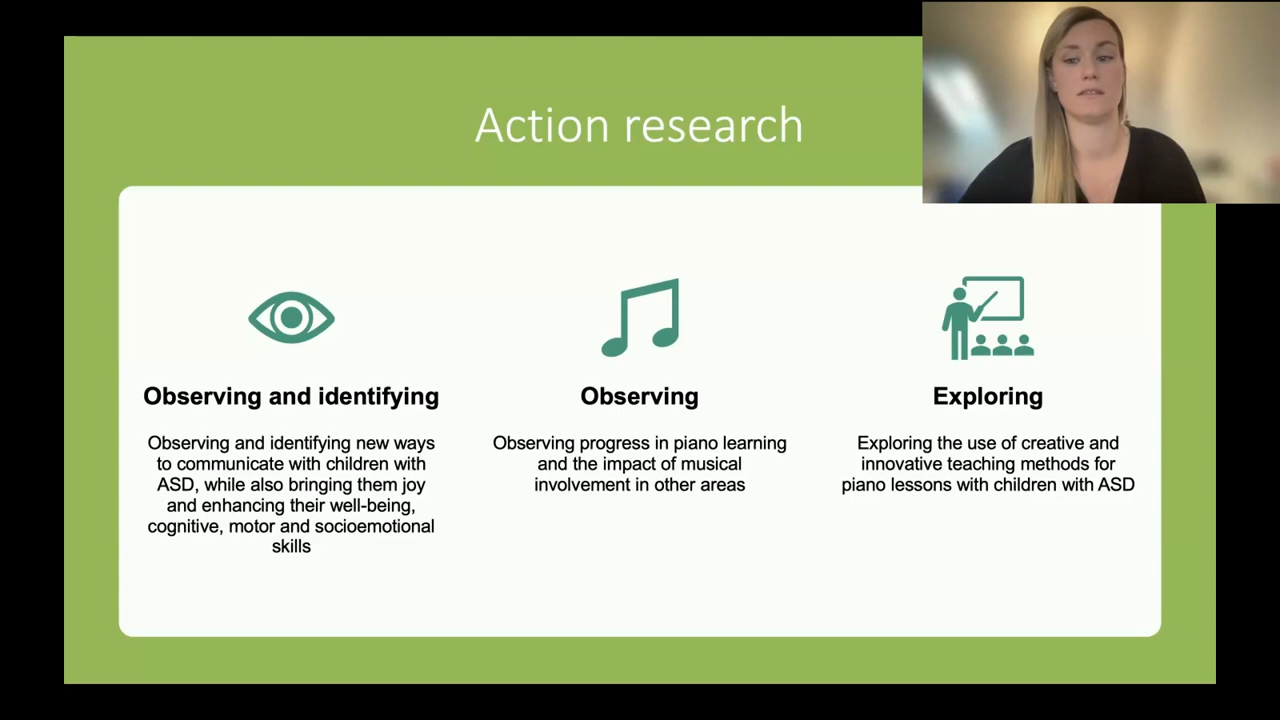 Action research
Observing and identifying
Observing and identifying new ways
to communicate with children with
ASD, while also bringing them joy
and enhancing their well-being,
cognitive, motor and socioemotional
skills
Observing
Observing progress in piano learning
and the impact of musical
involvement in other areas
Exploring
Exploring the use of creative and
innovative teaching methods for
piano lessons with children with ASD